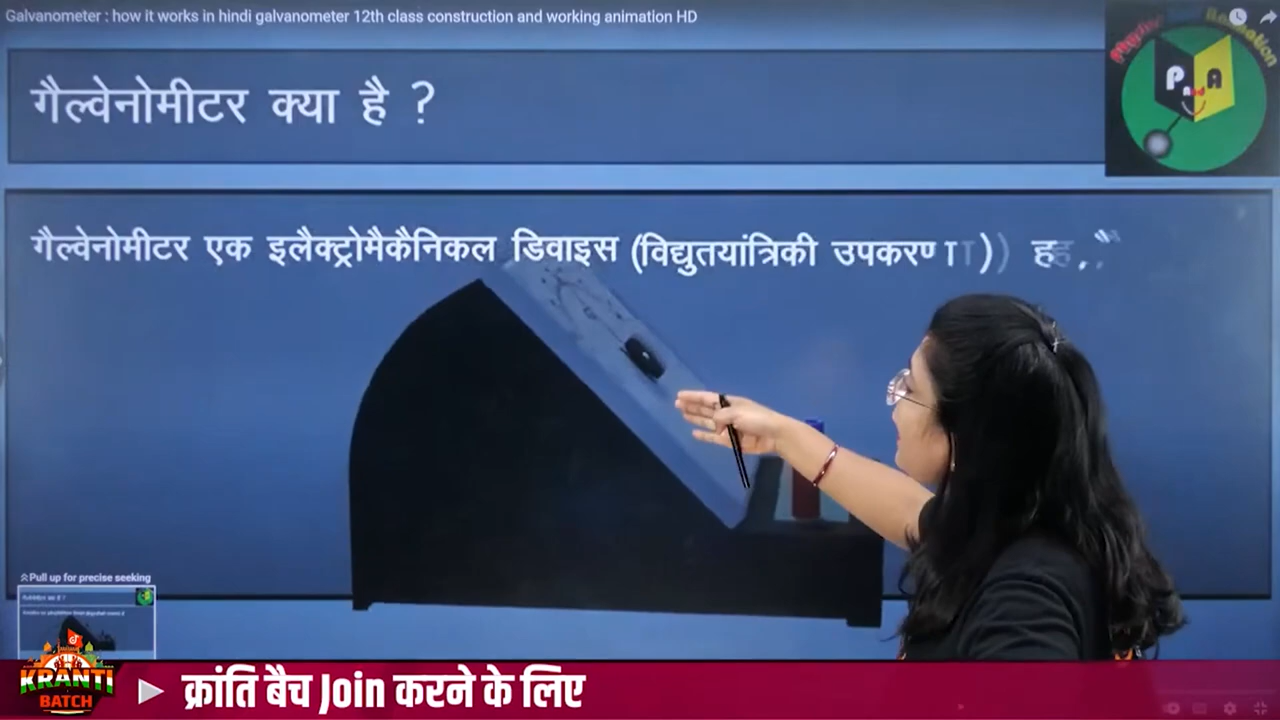 Galvanometer : how it works in hindi galvanometer 12th class construction and working animation HD
गैल्वेनोमीटर क्या है ?
P A
गैल्वेनोमीटर एक इलैक्ट्रोमैकैनिकल डिवाइस (विद्युतयांत्रिकी उपकरण
Pull up for precise seeking
गैल्वेनोमीटर क्या है ?
KRANTI
BATCH
क्रांति बैच Join करने के लिए